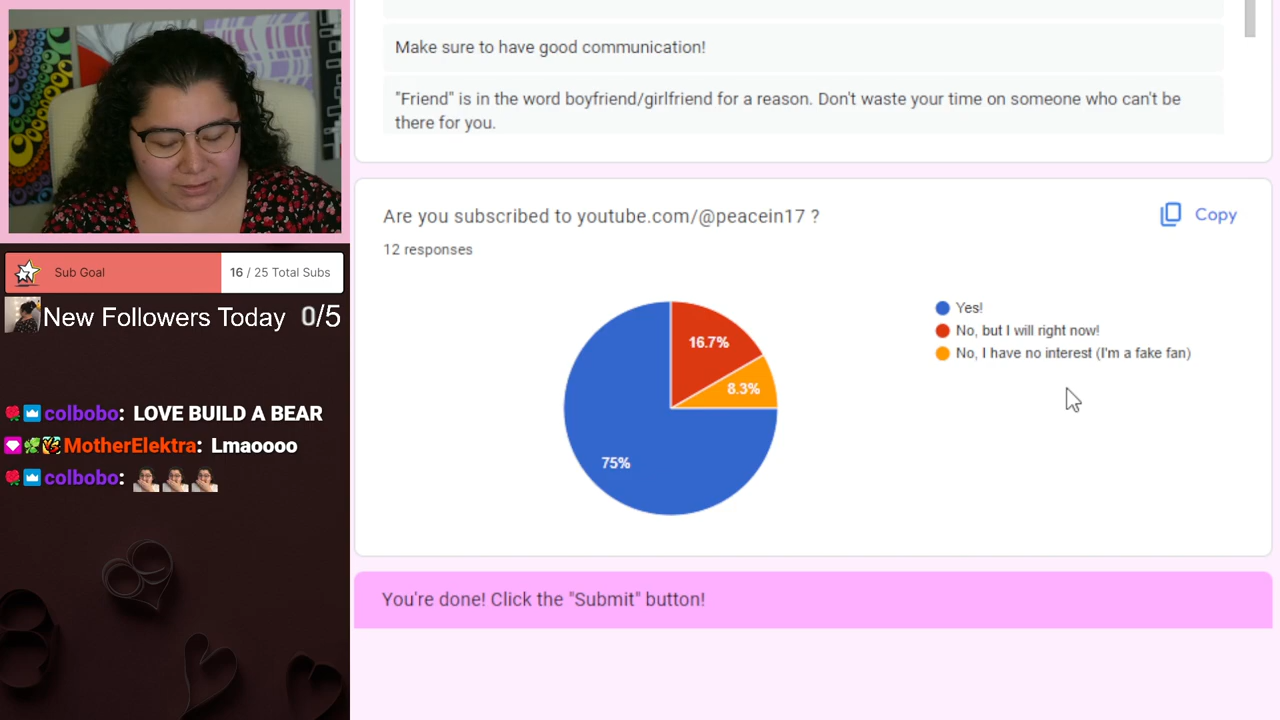 Make sure to have good communication!
"Friend" is in the word boyfriend/girlfriend for a reason. Don't waste your time on someone who can't be
there for you.
Are you subscribed to youtube.com/@peacein17 ?
Copy
12 responses
16.7%
8.3%
75%
Yes!
No, but I will right now!
No, I have no interest (I'm a fake fan)
You're done! Click the "Submit" button!
Sub Goal
16 / 25 Total Subs
New Followers Today 0/5
colbobo: LOVE BUILD A BEAR
MotherElektra: Lmaoooo
colbobo: